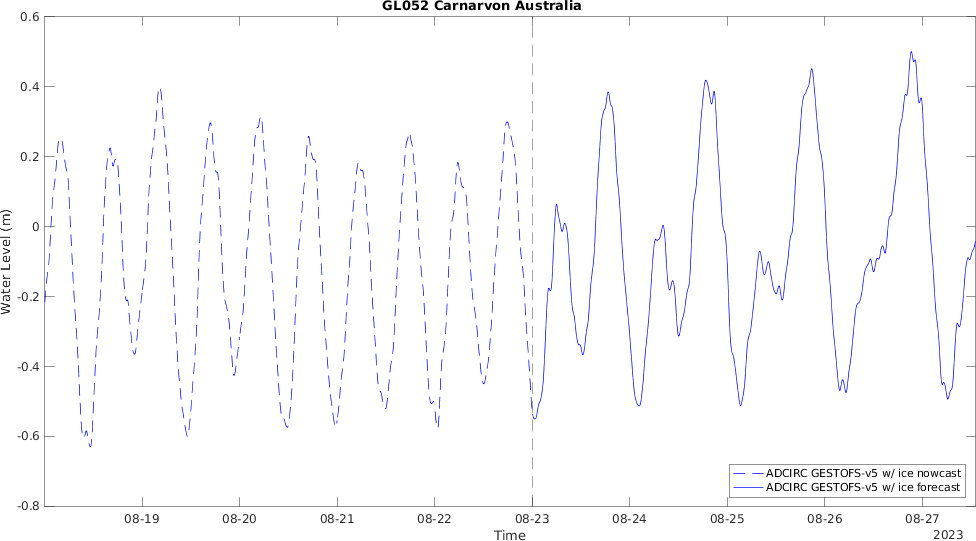 GL052 Carnarvon Australia
Water Level (m)
0.6
0.4
0.2
0
-0.2
-0.4
-0.6
-0.8
ADCIRC GESTOFS-v5 w/ ice nowcast
ADCIRC GESTOFS-v5 w/ ice forecast
08-19 08-20 08-21 08-22 08-23 08-24 08-25 08-26 08-27
Time
2023